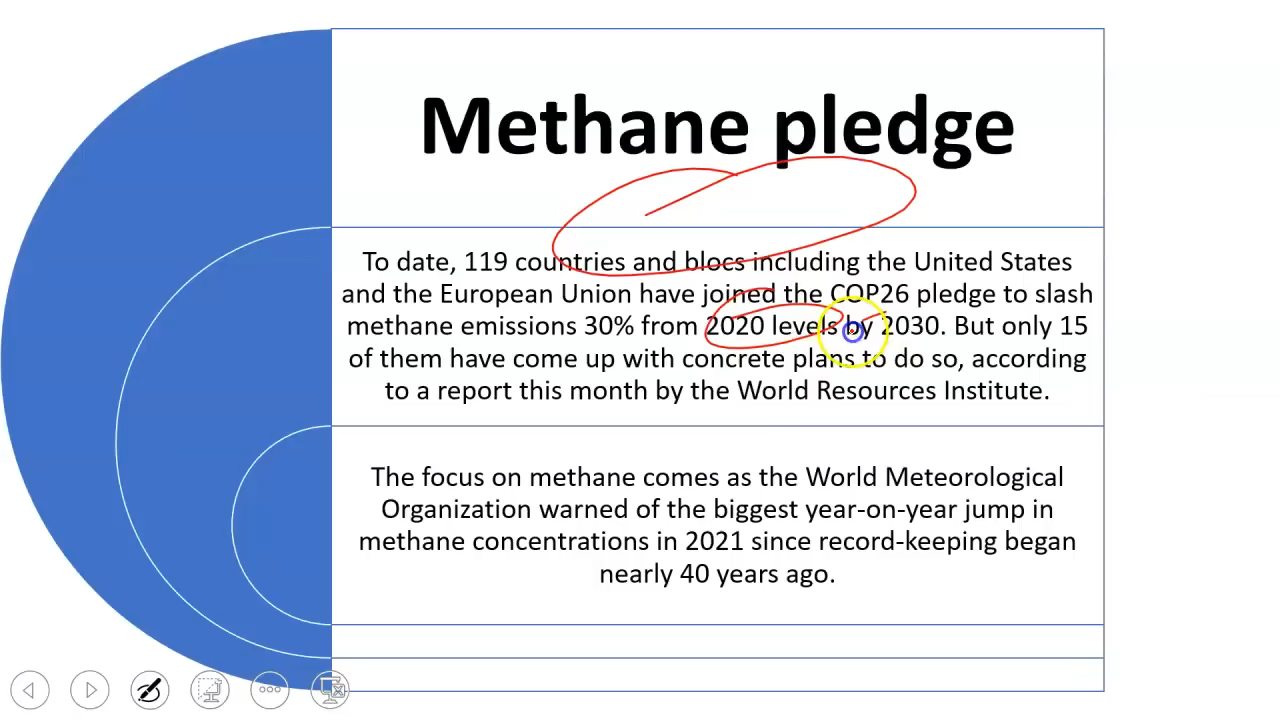 Methane pledge
To date, 119 countries and blocs including the United States
and the European Union have joined the COP26 pledge to slash
methane emissions 30% from 2020 levels by 2030. But only 15
of them have come up with concrete plans to do so, according
to a report this month by the World Resources Institute.
The focus on methane comes as the World Meteorological
Organization warned of the biggest year-on-year jump in
methane concentrations in 2021 since record-keeping began
nearly 40 years ago.